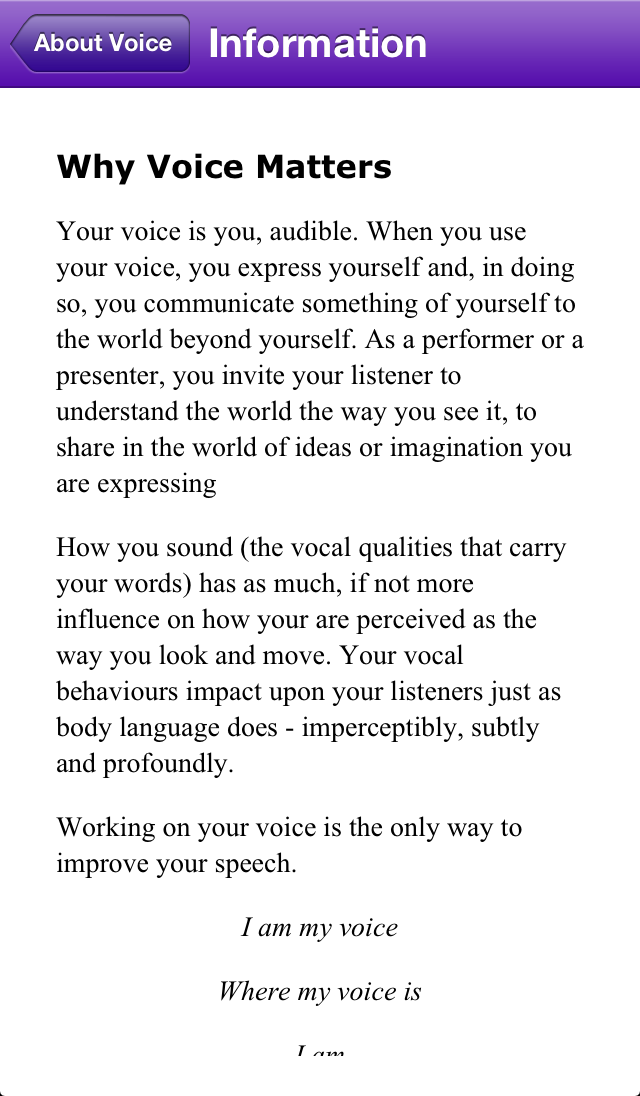 About Voice
Information
Why Voice Matters
Your voice is you, audible. When you use
your voice, you express yourself and, in doing
so, you communicate something of yourself to
the world beyond yourself. As a performer or a
presenter, you invite your listener to
understand the world the way you see it, to
share in the world of ideas or imagination you
are expressing
How you sound (the vocal qualities that carry
your words) has as much, if not more
influence on how your are perceived as the
way you look and move. Your vocal
behaviours impact upon your listeners just as
body language does - imperceptibly, subtly
and profoundly.
Working on your voice is the only way to
improve your speech.
I am my voice
Where my voice is
I am